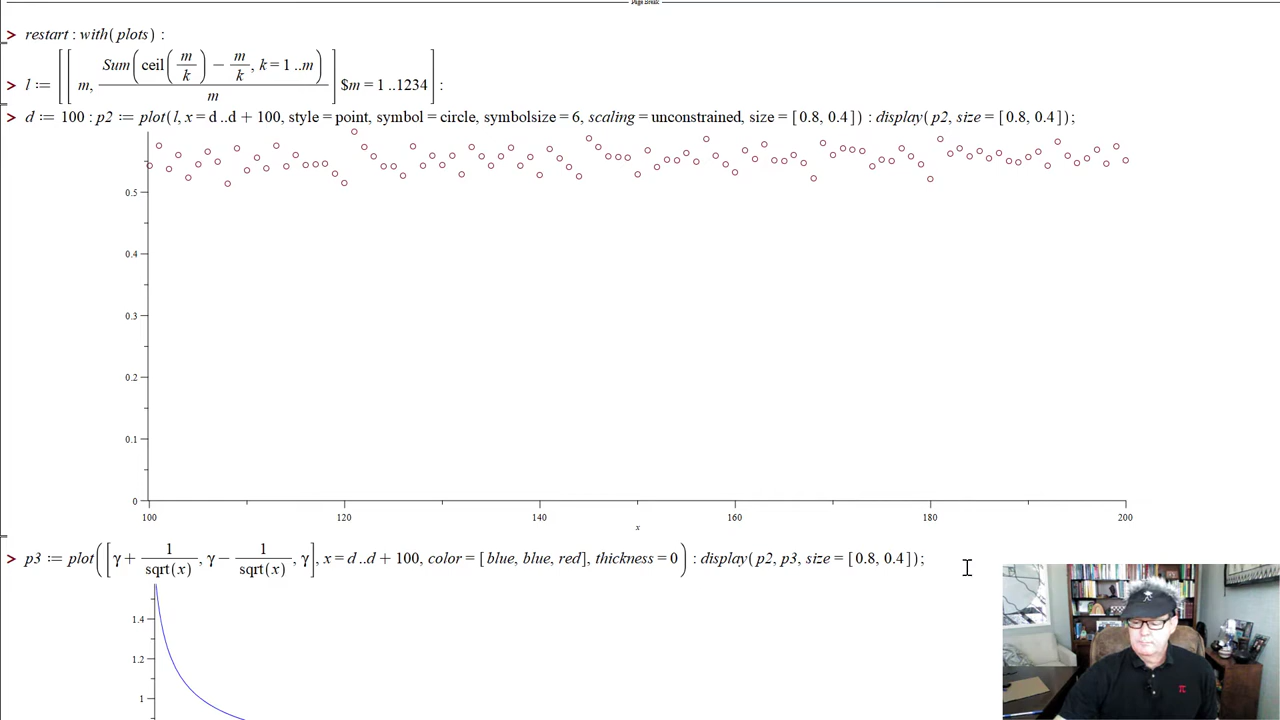 Page Break
> restart : with( plots ) :
> l := [ [ m, Sum( ceil( m/k ) − m/k, k = 1 ..m ) / m ] $m = 1 ..1234 ] :
> d := 100 : p2 := plot( l, x = d ..d + 100, style = point, symbol = circle, symbolsize = 6, scaling = unconstrained, size = [ 0.8, 0.4 ] ) : display( p2, size = [ 0.8, 0.4 ] );
0.5
0.4
0.3
0.2
0.1
0
100 120 140 160 180 200
x
> p3 := plot( [ γ + 1/sqrt(x), γ − 1/sqrt(x), γ ], x = d ..d + 100, color = [ blue, blue, red ], thickness = 0 ) : display( p2, p3, size = [ 0.8, 0.4 ] );
1.4
1.2
1
π